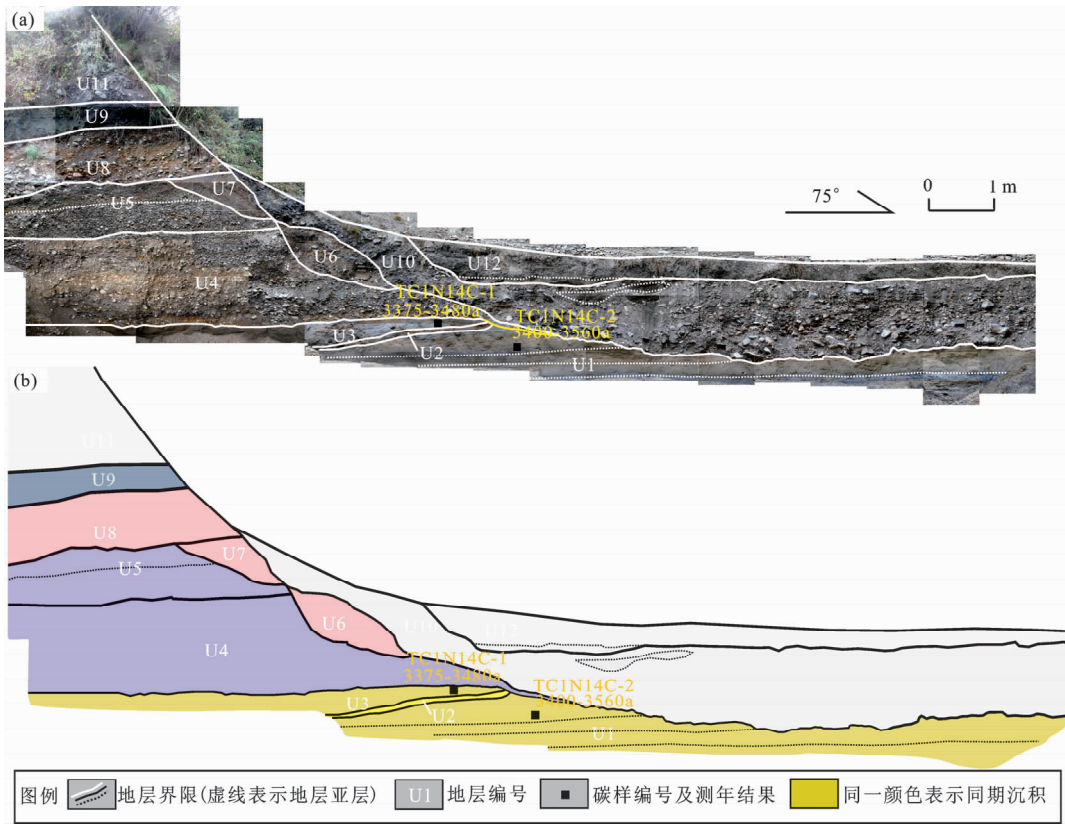 (a)
U11
U9
U8
U7
U5
75°
0 1 m
U6
U10
U12
U4
TC1N14C-1
3375-3480a
TC1N14C-2
3400-3560a
U3
U2
U1
(b)
U11
U9
U8
U7
U5
U6
U10
U12
U4
TC1N14C-1
3375-3480a
TC1N14C-2
3400-3560a
U3
U2
U1
图例 地层界限(虚线表示地层亚层) U1 地层编号 碳样编号及测年结果 同一颜色表示同期沉积